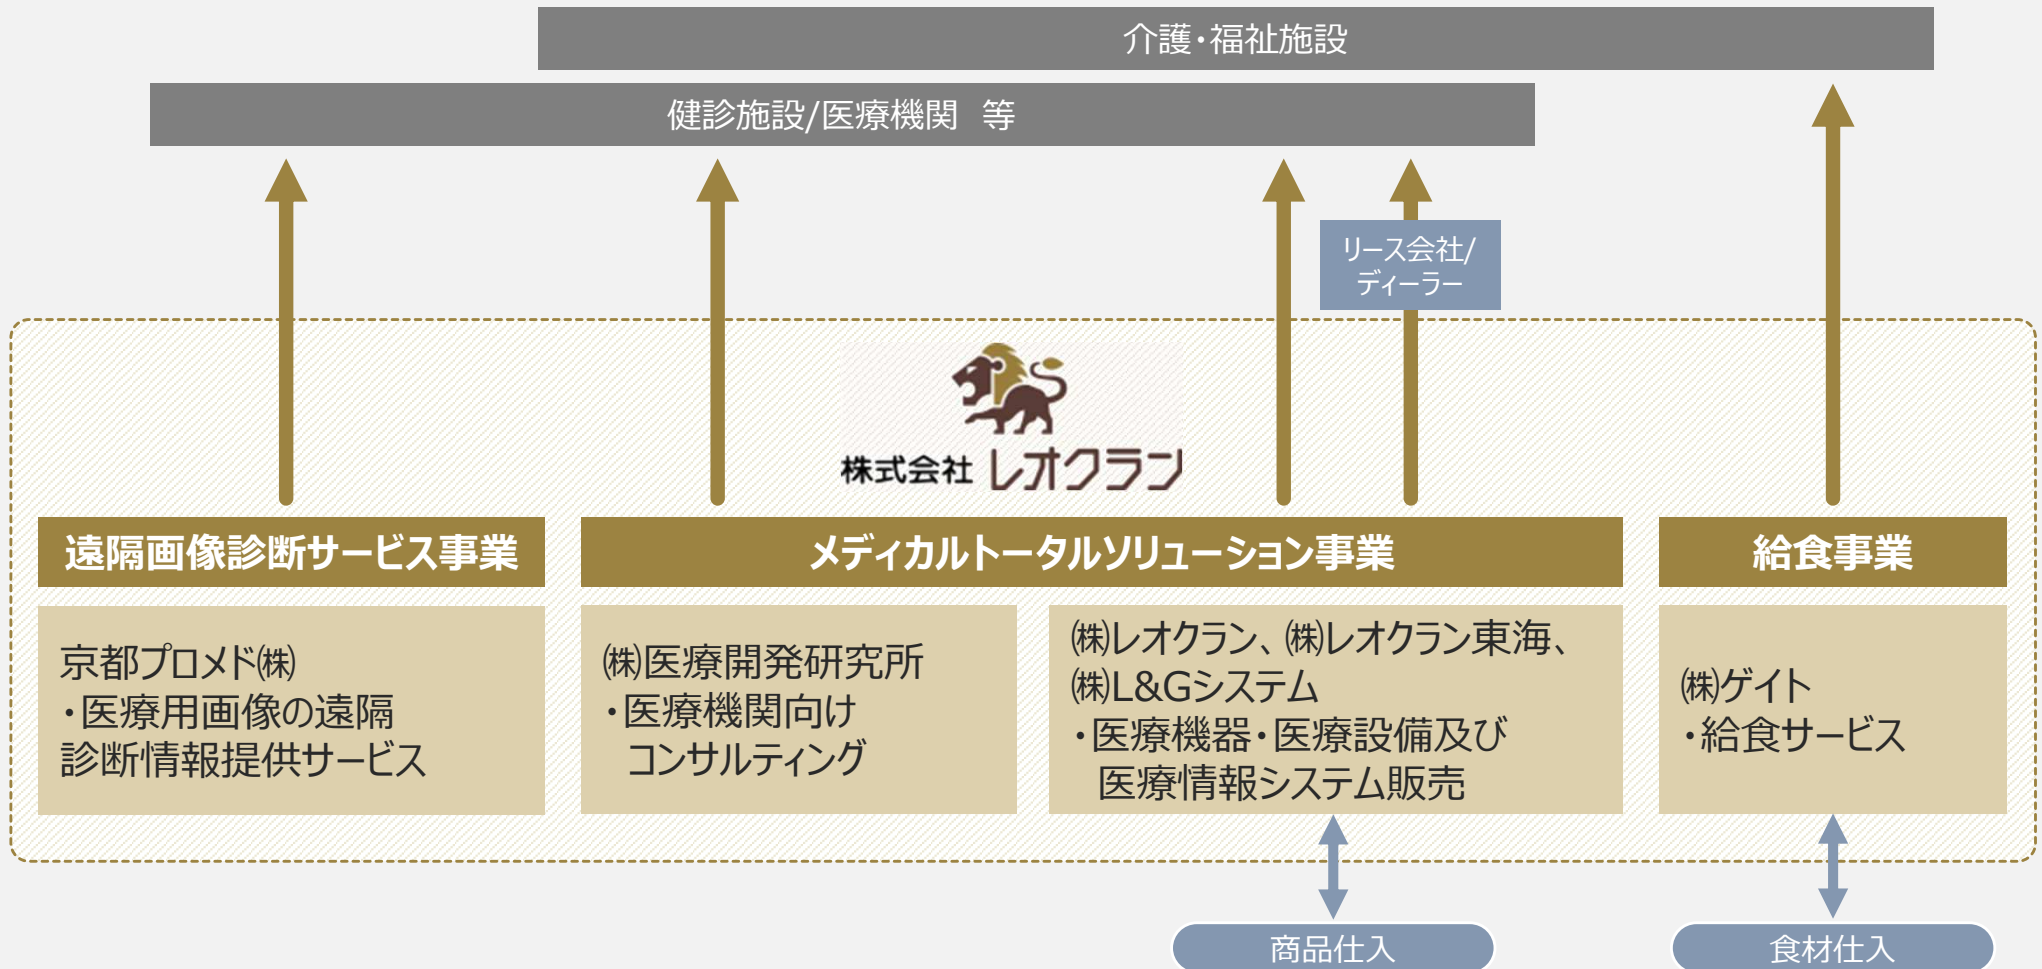 介護・福祉施設
健診施設/医療機関　等
リース会社/
ディーラー
株式会社 レオクラン
遠隔画像診断サービス事業
京都プロメド㈱
・医療用画像の遠隔
診断情報提供サービス
メディカルトータルソリューション事業
㈱医療開発研究所
・医療機関向け
コンサルティング
㈱レオクラン、㈱レオクラン東海、
㈱L&Gシステム
・医療機器・医療設備及び
医療情報システム販売
給食事業
㈱ゲイト
・給食サービス
商品仕入
食材仕入